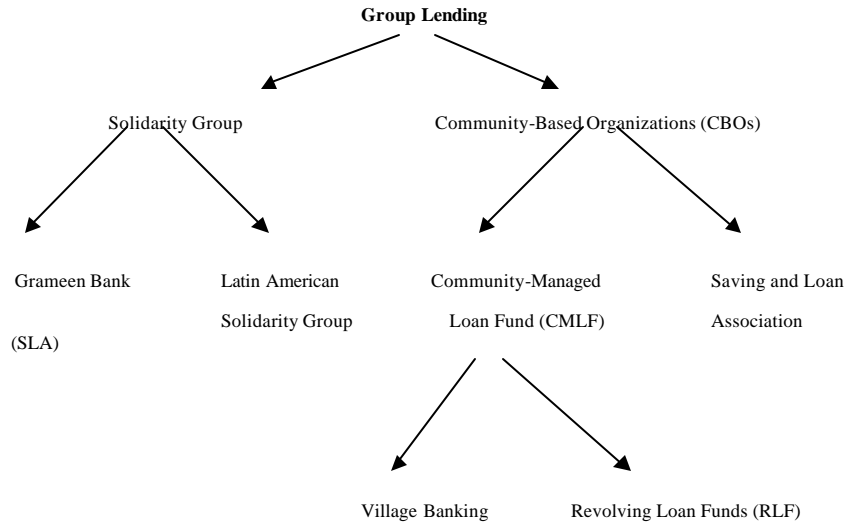 Group Lending
Solidarity Group Community-Based Organizations (CBOs)
Grameen Bank Latin American Community-Managed Saving and Loan
Solidarity Group Loan Fund (CMLF) Association
(SLA)
Village Banking Revolving Loan Funds (RLF)